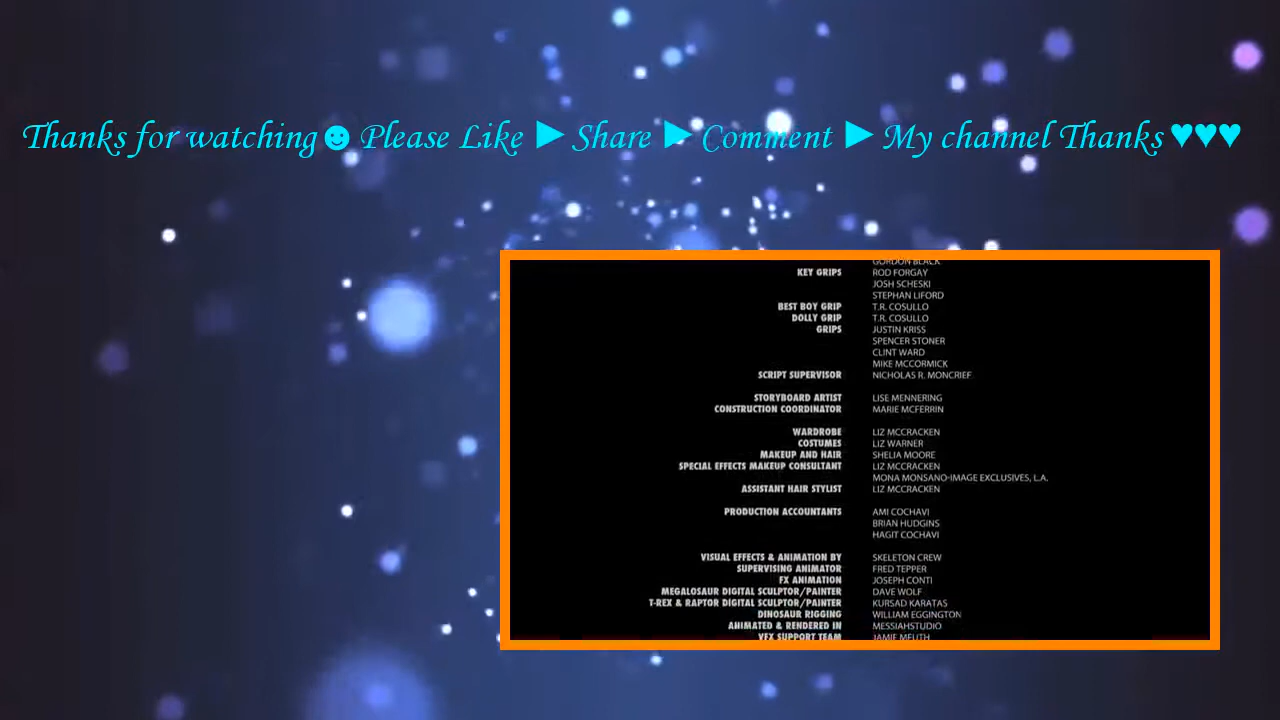 Thanks for watching☻Please Like ► Share ► Comment ► My channel Thanks ♥♥♥
GORDON BLACK
KEY GRIPS ROD FORGAY
JOSH SCHESKI
STEPHAN LIFORD
BEST BOY GRIP T.R. COSULLO
DOLLY GRIP T.R. COSULLO
GRIPS JUSTIN KRISS
SPENCER STONER
CLINT WARD
MIKE MCCORMICK
SCRIPT SUPERVISOR NICHOLAS R. MONCRIEF
STORYBOARD ARTIST LISE MENNERING
CONSTRUCTION COORDINATOR MARIE MCFERRIN
WARDROBE LIZ MCCRACKEN
COSTUMES LIZ WARNER
MAKEUP AND HAIR SHELIA MOORE
SPECIAL EFFECTS MAKEUP CONSULTANT LIZ MCCRACKEN
MONA MONSANO-IMAGE EXCLUSIVES, L.A.
ASSISTANT HAIR STYLIST LIZ MCCRACKEN
PRODUCTION ACCOUNTANTS AMI COCHAVI
BRIAN HUDGINS
HAGIT COCHAVI
VISUAL EFFECTS & ANIMATION BY SKELETON CREW
SUPERVISING ANIMATOR FRED TEPPER
FX ANIMATION JOSEPH CONTI
MEGALOSAUR DIGITAL SCULPTOR/PAINTER DAVE WOLF
T-REX & RAPTOR DIGITAL SCULPTOR/PAINTER KURSAD KARATAS
DINOSAUR RIGGING WILLIAM EGGINGTON
ANIMATED & RENDERED IN MESSIAHSTUDIO
VFX SUPPORT TEAM JAMIE MEUTH